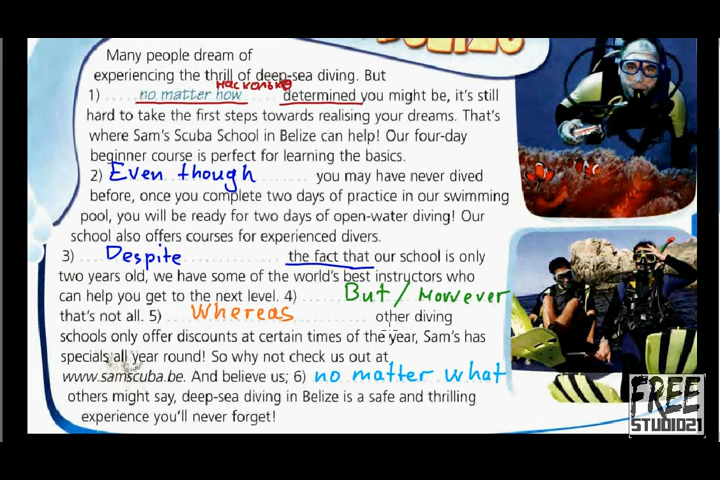 Many people dream of
experiencing the thrill of deep-sea diving. But
насколько
1) no matter how determined you might be, it's still
hard to take the first steps towards realising your dreams. That's
where Sam's Scuba School in Belize can help! Our four-day
beginner course is perfect for learning the basics.
2) Even though you may have never dived
before, once you complete two days of practice in our swimming
pool, you will be ready for two days of open-water diving! Our
school also offers courses for experienced divers.
3) Despite the fact that our school is only
two years old, we have some of the world's best instructors who
can help you get to the next level. 4) But / However
that's not all. 5) Whereas other diving
schools only offer discounts at certain times of the year, Sam's has
specials all year round! So why not check us out at
www.samscuba.be. And believe us; 6) no matter what
others might say, deep-sea diving in Belize is a safe and thrilling
experience you'll never forget!
FREE
STUDIO21